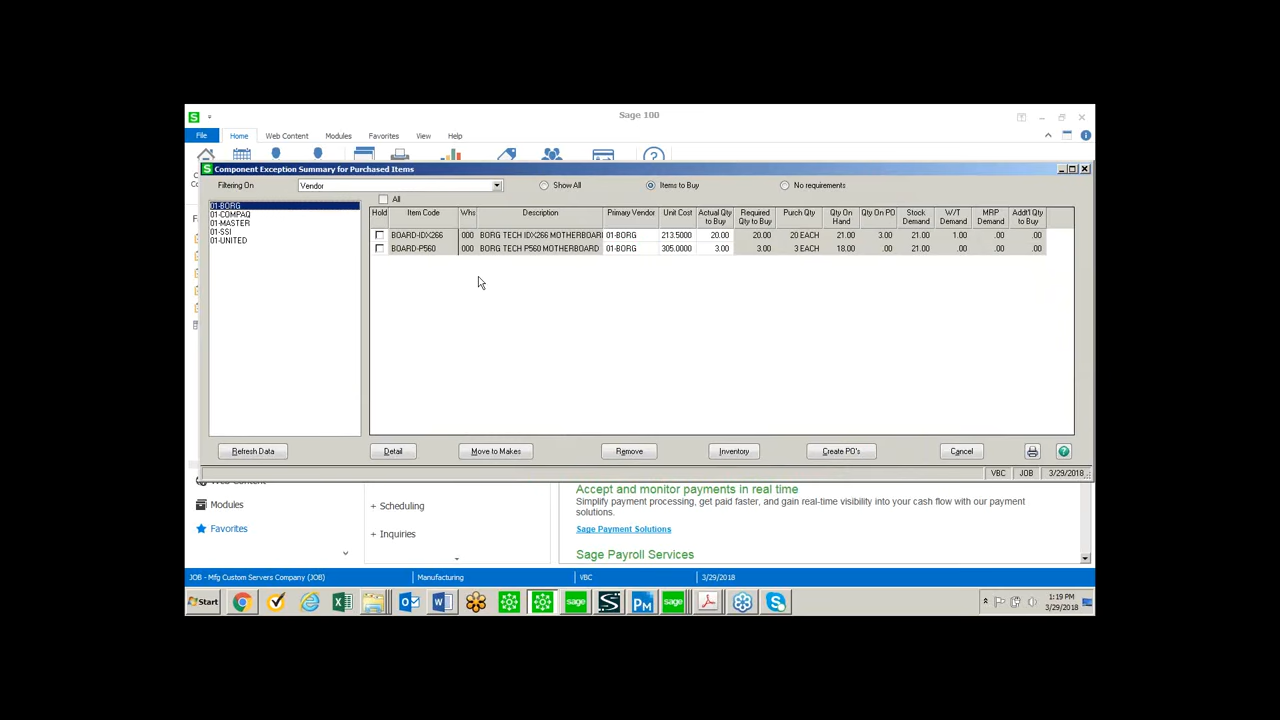 Sage 100
File Home Web Content Modules Favorites View Help
Component Exception Summary for Purchased Items
Filtering On Vendor Show All Items to Buy No requirements
All
01-BORG
01-COMPAQ
01-MASTER
01-SSI
01-UNITED
Hold Item Code Whs Description Primary Vendor Unit Cost Actual Qty to Buy Required Qty to Buy Purch Qty Qty On Hand Qty On PO Stock Demand W/T Demand MRP Demand Addt'l Qty to Buy
BOARD-IDX266 000 BORG TECH IDX266 MOTHERBOAR 01-BORG 213.5000 20.00 20.00 20 EACH 21.00 3.00 21.00 1.00 .00 .00
BOARD-P560 000 BORG TECH P560 MOTHERBOARD 01-BORG 305.0000 3.00 3.00 3 EACH 18.00 .00 21.00 .00 .00 .00
Refresh Data Detail Move to Makes Remove Inventory Create PO's Cancel
VBC JOB 3/29/2018
Modules
Favorites
+ Scheduling
+ Inquiries
Accept and monitor payments in real time
Simplify payment processing, get paid faster, and gain real-time visibility into your cash flow with our payment
solutions.
Sage Payment Solutions
Sage Payroll Services
JOB - Mfg Custom Servers Company (JOB) Manufacturing VBC 3/29/2018
Start sage sage 1:19 PM
3/29/2018